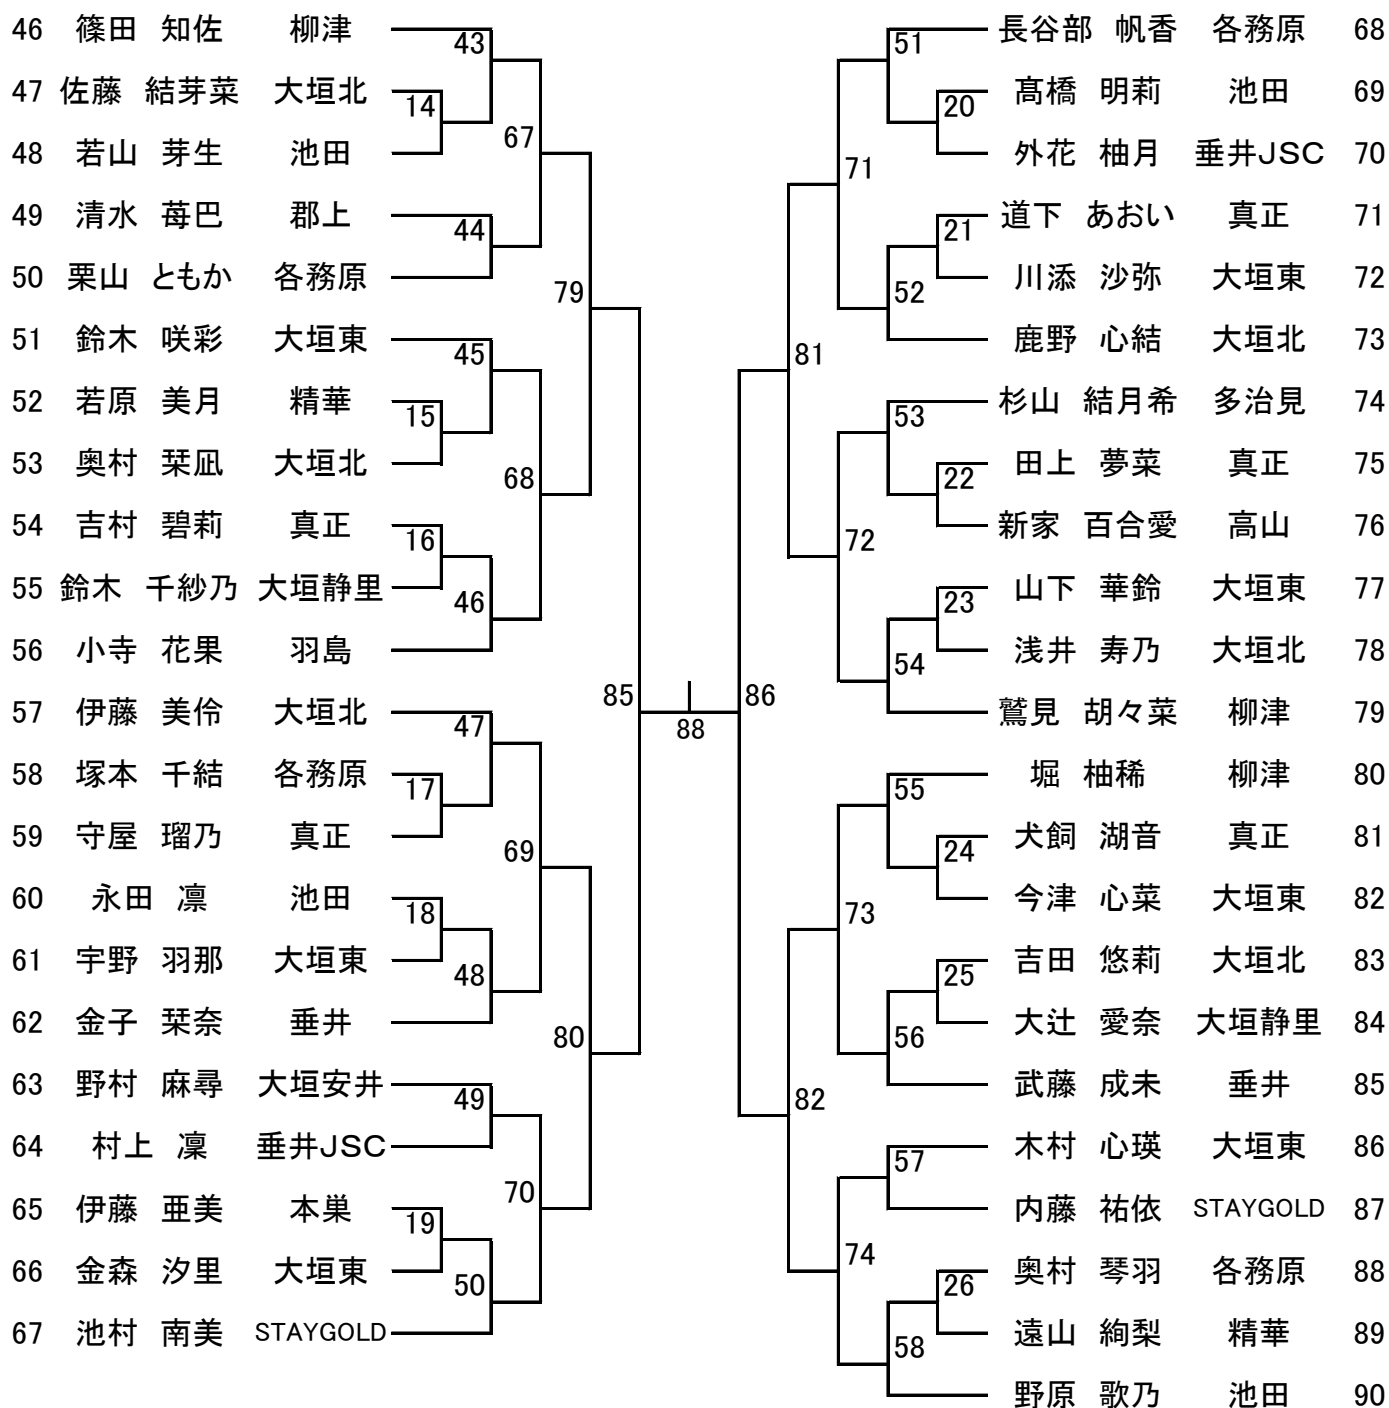 46 篠田 知佐 柳津
47 佐藤 結芽菜 大垣北
48 若山 芽生 池田
49 清水 苺巴 郡上
50 栗山 ともか 各務原
51 鈴木 咲彩 大垣東
52 若原 美月 精華
53 奥村 栞凪 大垣北
54 吉村 碧莉 真正
55 鈴木 千紗乃 大垣静里
56 小寺 花果 羽島
57 伊藤 美伶 大垣北
58 塚本 千結 各務原
59 守屋 瑠乃 真正
60 永田 凛 池田
61 宇野 羽那 大垣東
62 金子 栞奈 垂井
63 野村 麻尋 大垣安井
64 村上 凜 垂井JSC
65 伊藤 亜美 本巣
66 金森 汐里 大垣東
67 池村 南美 STAYGOLD
43
14
67
44
79
45
15
68
16
46
85
47
17
69
18
48
80
49
70
19
50
88
86
51
20
71
21
52
81
53
22
72
23
54
55
24
73
25
56
82
57
74
26
58
長谷部 帆香 各務原 68
髙橋 明莉 池田 69
外花 柚月 垂井JSC 70
道下 あおい 真正 71
川添 沙弥 大垣東 72
鹿野 心結 大垣北 73
杉山 結月希 多治見 74
田上 夢菜 真正 75
新家 百合愛 高山 76
山下 華鈴 大垣東 77
浅井 寿乃 大垣北 78
鷲見 胡々菜 柳津 79
堀 柚稀 柳津 80
犬飼 湖音 真正 81
今津 心菜 大垣東 82
吉田 悠莉 大垣北 83
大辻 愛奈 大垣静里 84
武藤 成未 垂井 85
木村 心瑛 大垣東 86
内藤 祐依 STAYGOLD 87
奥村 琴羽 各務原 88
遠山 絢梨 精華 89
野原 歌乃 池田 90